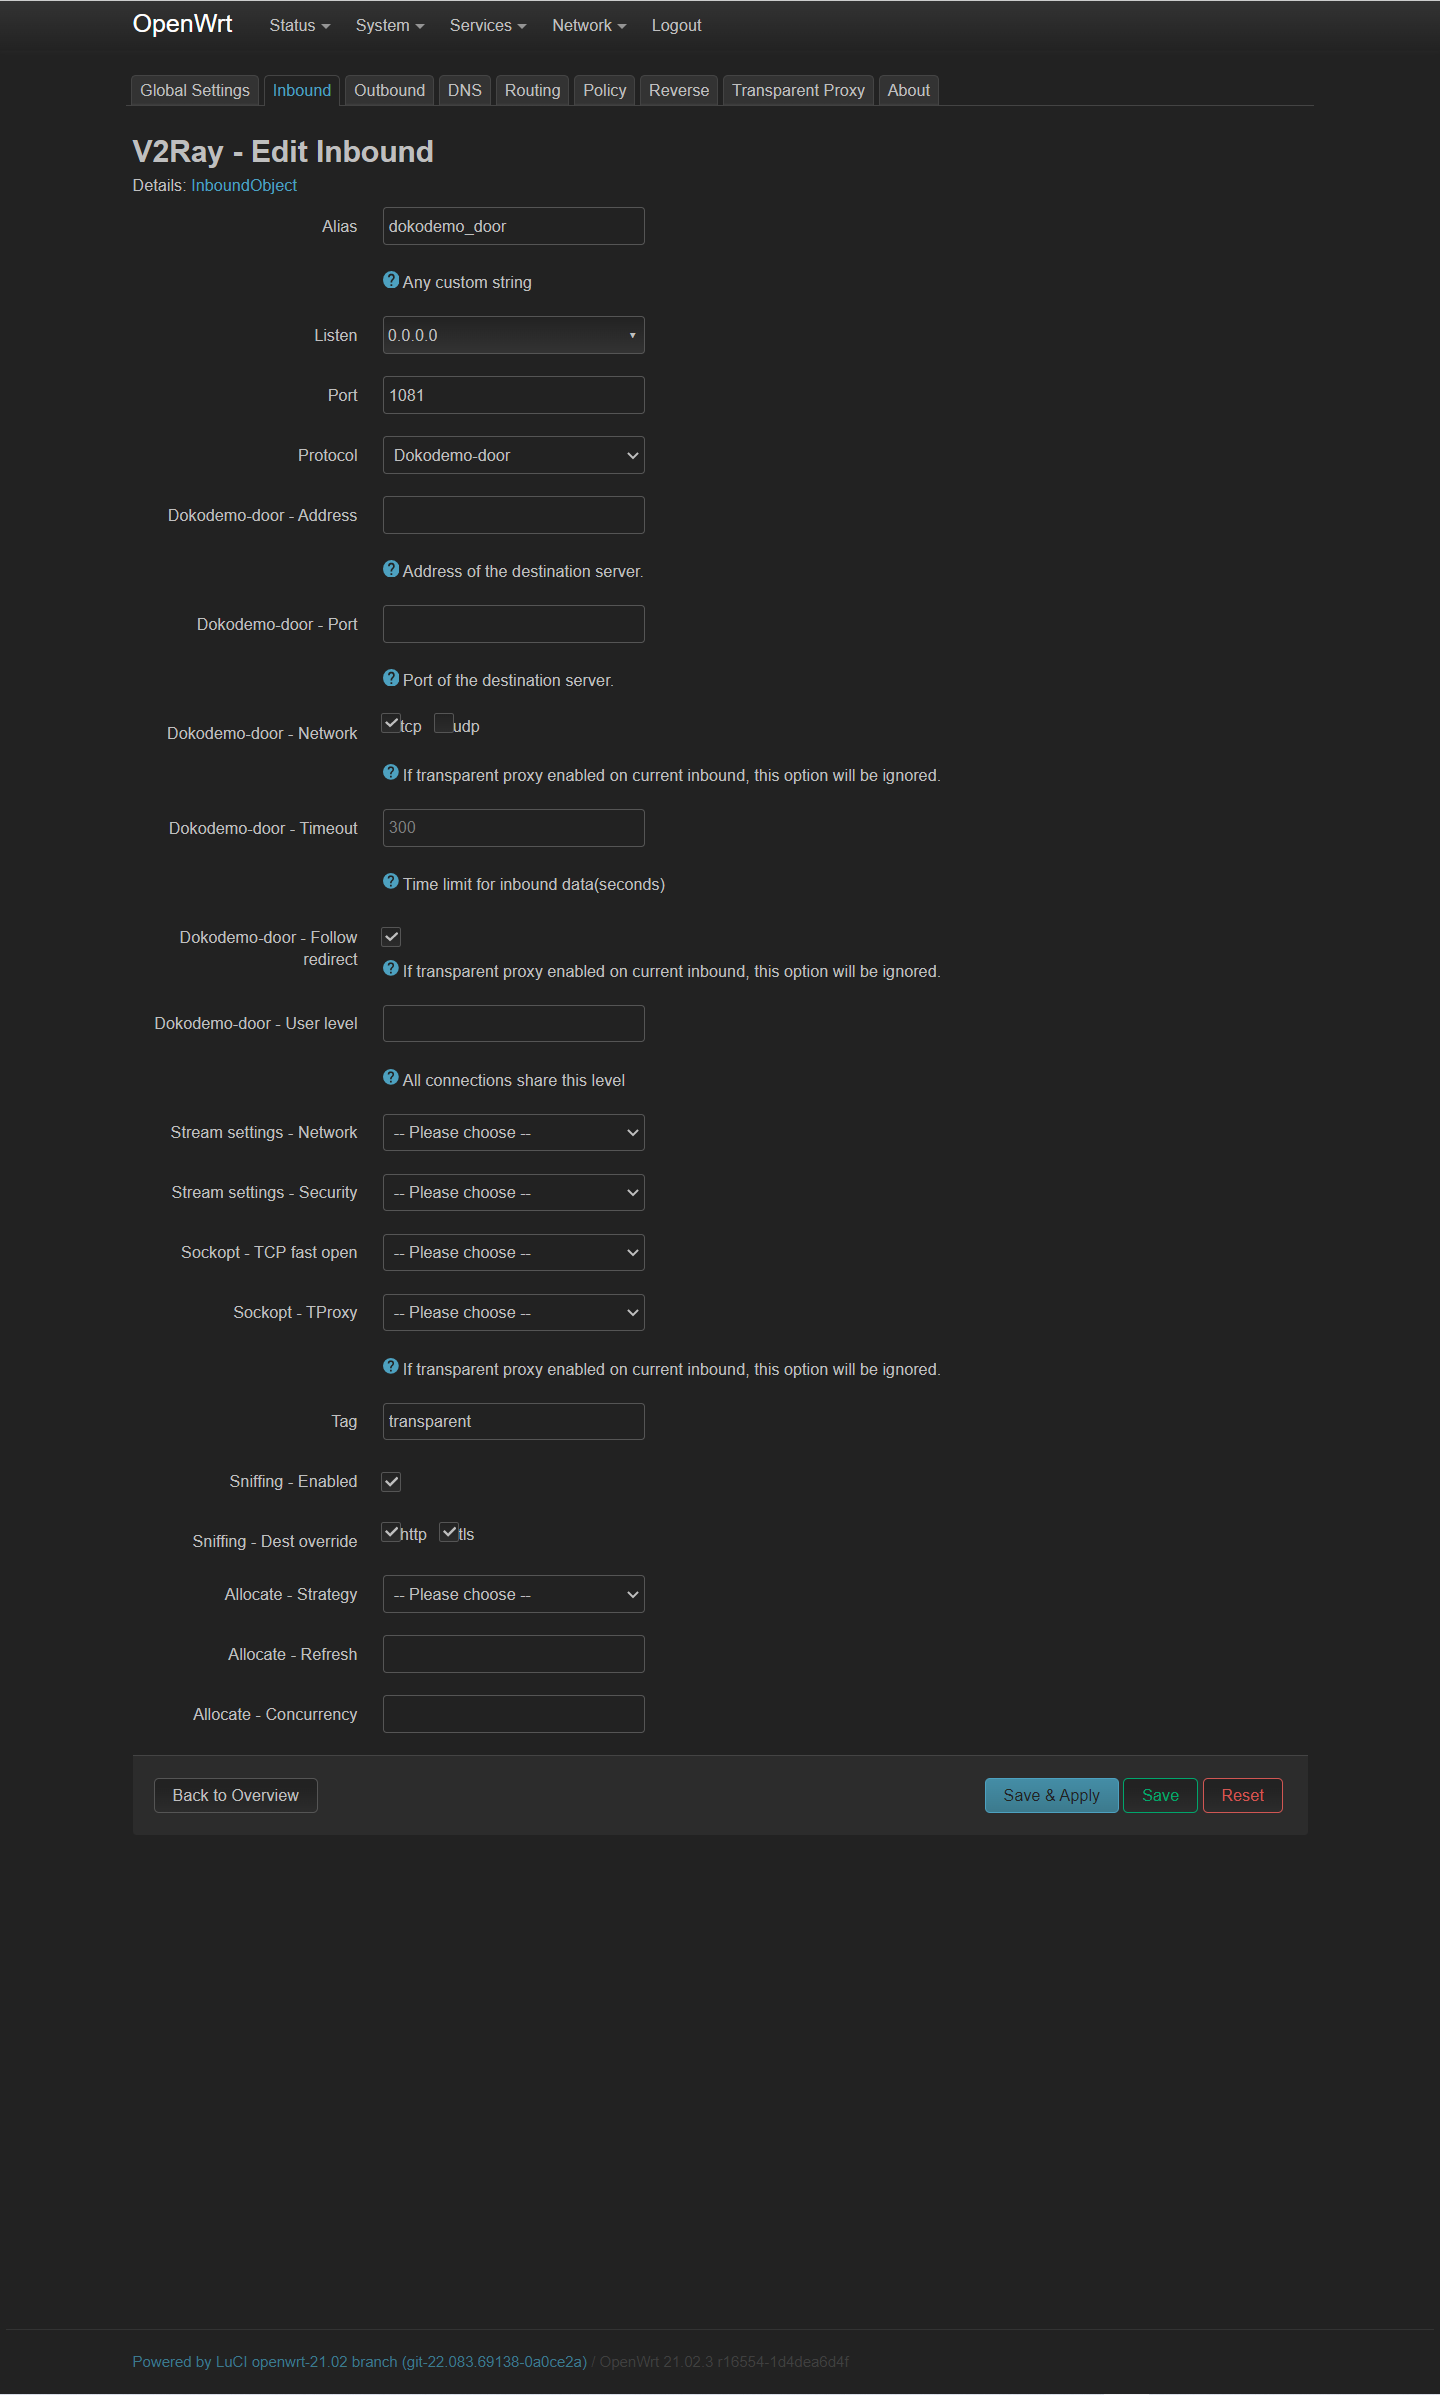 OpenWrt Status System Services Network Logout
Global Settings Inbound Outbound DNS Routing Policy Reverse Transparent Proxy About
V2Ray - Edit Inbound
Details: InboundObject
Alias dokodemo_door
Any custom string
Listen 0.0.0.0
Port 1081
Protocol Dokodemo-door
Dokodemo-door - Address
Address of the destination server.
Dokodemo-door - Port
Port of the destination server.
Dokodemo-door - Network tcp udp
If transparent proxy enabled on current inbound, this option will be ignored.
Dokodemo-door - Timeout 300
Time limit for inbound data(seconds)
Dokodemo-door - Follow
redirect
If transparent proxy enabled on current inbound, this option will be ignored.
Dokodemo-door - User level
All connections share this level
Stream settings - Network -- Please choose --
Stream settings - Security -- Please choose --
Sockopt - TCP fast open -- Please choose --
Sockopt - TProxy -- Please choose --
If transparent proxy enabled on current inbound, this option will be ignored.
Tag transparent
Sniffing - Enabled
Sniffing - Dest override http tls
Allocate - Strategy -- Please choose --
Allocate - Refresh
Allocate - Concurrency
Back to Overview Save & Apply Save Reset
Powered by LuCI openwrt-21.02 branch (git-22.083.69138-0a0ce2a) / OpenWrt 21.02.3 r16554-1d4dea6d4f